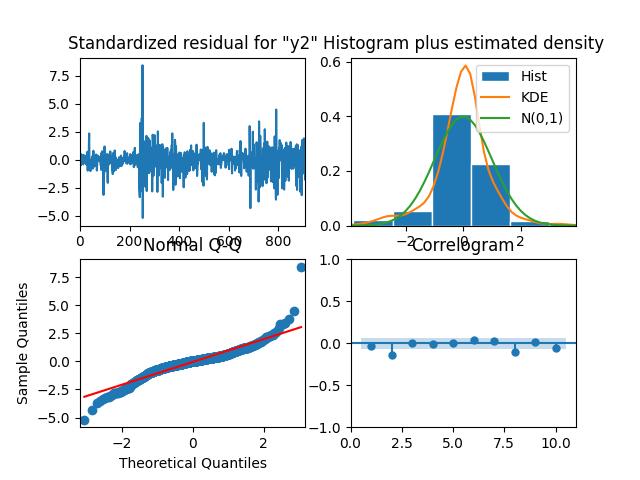 Standardized residual for "y2"
7.5
5.0
2.5
0.0
−2.5
−5.0
0 200 400 600 800
Histogram plus estimated density
Hist
KDE
N(0,1)
0.6
0.4
0.2
0.0
−2 0 2
Normal Q-Q
Sample Quantiles
7.5
5.0
2.5
0.0
−2.5
−5.0
−2 0 2
Theoretical Quantiles
Correlogram
1.0
0.5
0.0
−0.5
−1.0
0.0 2.5 5.0 7.5 10.0